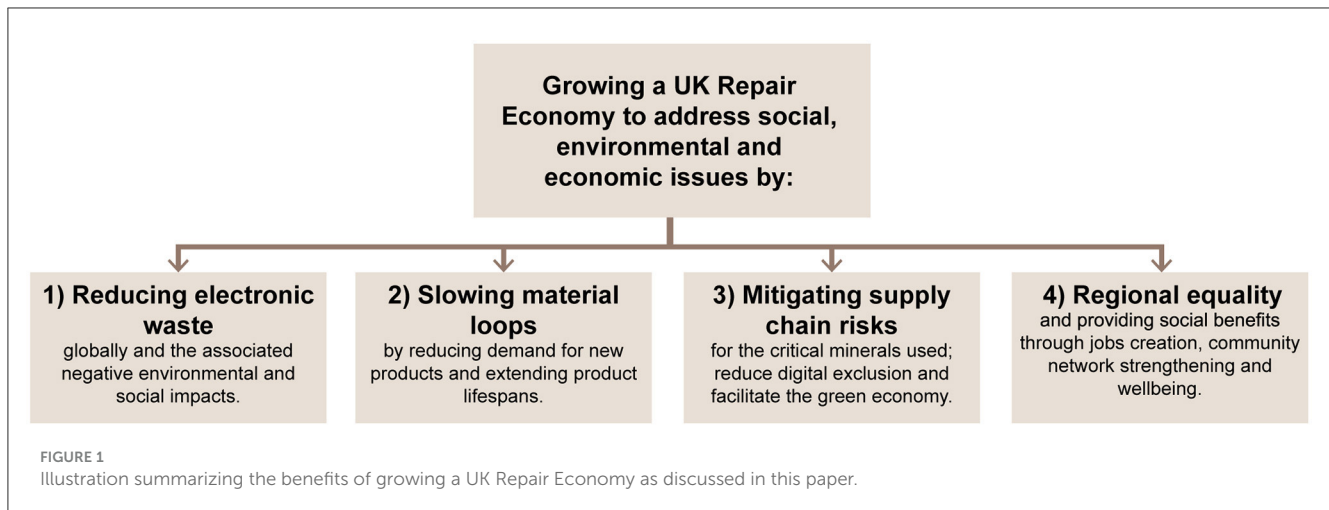 Growing a UK Repair
Economy to address social,
environmental and
economic issues by:
1) Reducing electronic
waste
globally and the associated
negative environmental and
social impacts.
2) Slowing material
loops
by reducing demand for new
products and extending product
lifespans.
3) Mitigating supply
chain risks
for the critical minerals used;
reduce digital exclusion and
facilitate the green economy.
4) Regional equality
and providing social benefits
through jobs creation, community
network strengthening and
wellbeing.
FIGURE 1
Illustration summarizing the benefits of growing a UK Repair Economy as discussed in this paper.